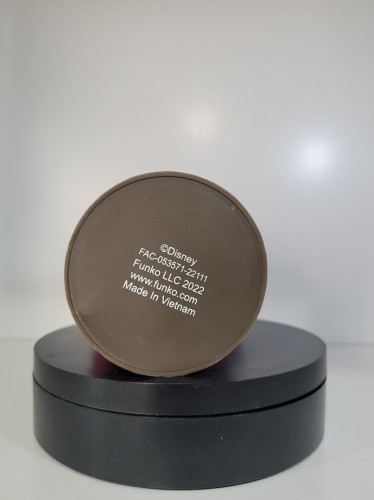 ©Disney
FAC-053571-22111
Funko LLC 2022
www.funko.com
Made In Vietnam